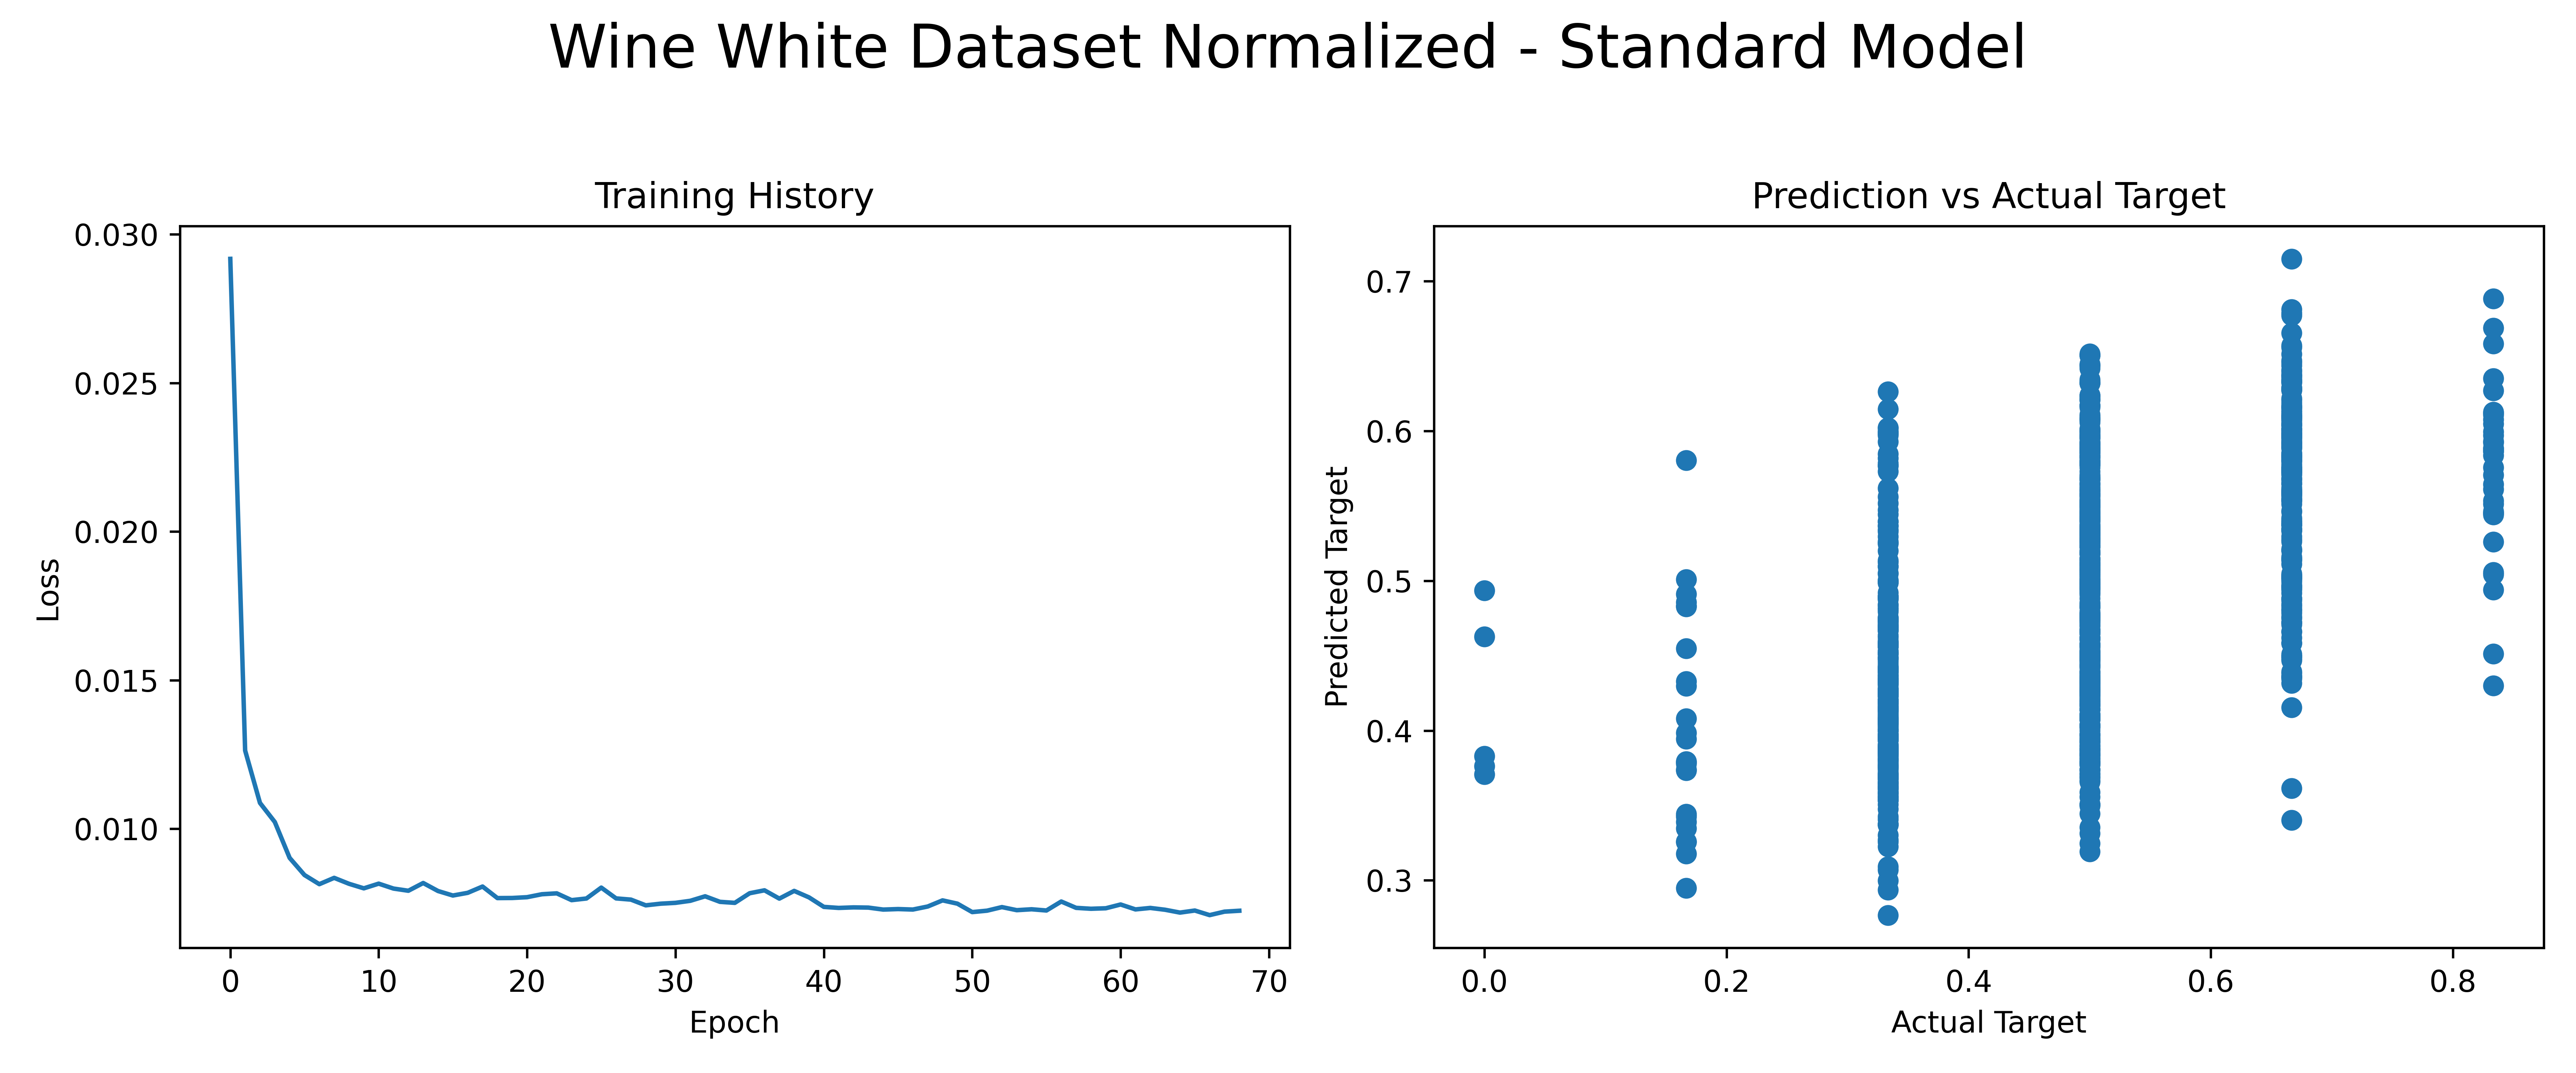 Wine White Dataset Normalized - Standard Model
Training History
0.030
0.025
0.020
0.015
0.010
Loss
0 10 20 30 40 50 60 70
Epoch
Prediction vs Actual Target
0.7
0.6
0.5
0.4
0.3
Predicted Target
0.0 0.2 0.4 0.6 0.8
Actual Target